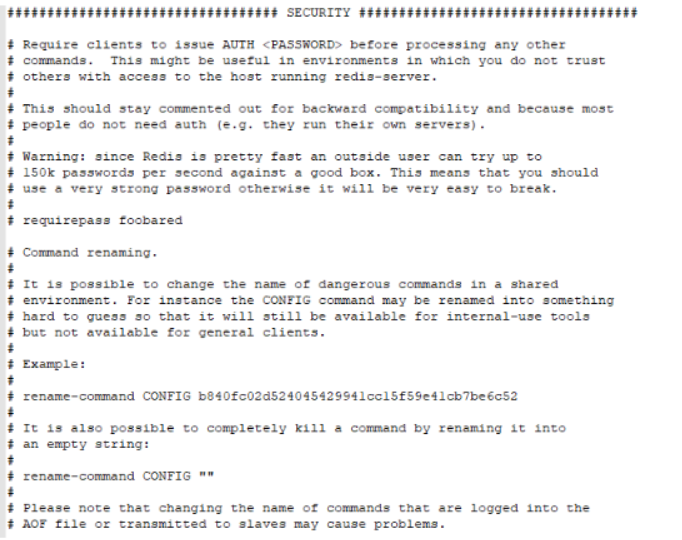 ################################## SECURITY ###################################
# Require clients to issue AUTH <PASSWORD> before processing any other
# commands.  This might be useful in environments in which you do not trust
# others with access to the host running redis-server.
#
# This should stay commented out for backward compatibility and because most
# people do not need auth (e.g. they run their own servers).
#
# Warning: since Redis is pretty fast an outside user can try up to
# 150k passwords per second against a good box. This means that you should
# use a very strong password otherwise it will be very easy to break.
#
# requirepass foobared
# Command renaming.
#
# It is possible to change the name of dangerous commands in a shared
# environment. For instance the CONFIG command may be renamed into something
# hard to guess so that it will still be available for internal-use tools
# but not available for general clients.
#
# Example:
#
# rename-command CONFIG b840fc02d524045429941cc15f59e41cb7be6c52
#
# It is also possible to completely kill a command by renaming it into
# an empty string:
#
# rename-command CONFIG ""
#
# Please note that changing the name of commands that are logged into the
# AOF file or transmitted to slaves may cause problems.